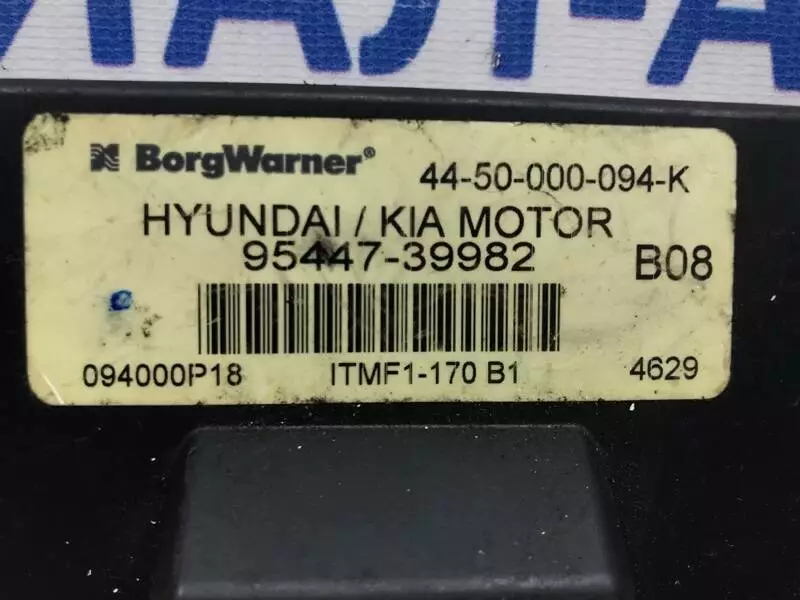 BorgWarner® 44-50-000-094-K
HYUNDAI / KIA MOTOR
95447-39982 B08
094000P18 ITMF1-170 B1 4629